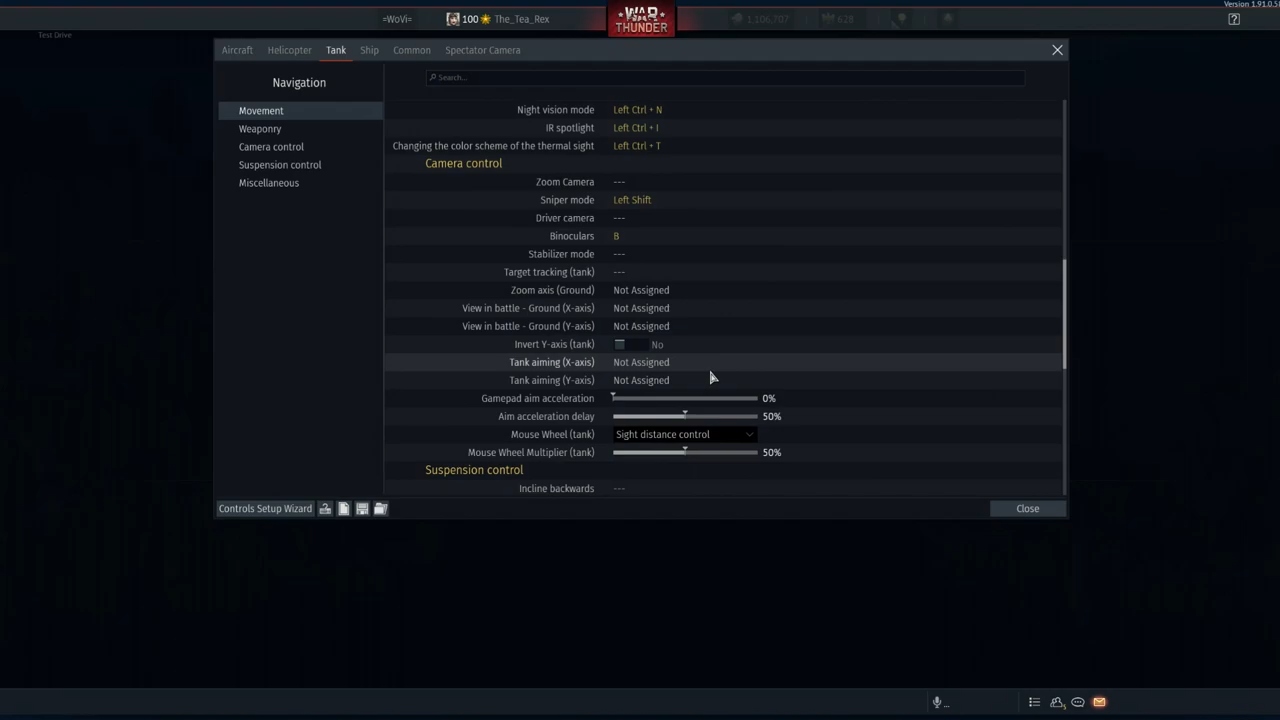 Version 1.91.0.5
=WoVi= 100 The_Tea_Rex WAR THUNDER 1,106,707 628 ?
Test Drive
Aircraft Helicopter Tank Ship Common Spectator Camera
Navigation
Movement
Weaponry
Camera control
Suspension control
Miscellaneous
Search...
Night vision mode Left Ctrl + N
IR spotlight Left Ctrl + I
Changing the color scheme of the thermal sight Left Ctrl + T
Camera control
Zoom Camera ---
Sniper mode Left Shift
Driver camera ---
Binoculars B
Stabilizer mode ---
Target tracking (tank) ---
Zoom axis (Ground) Not Assigned
View in battle - Ground (X-axis) Not Assigned
View in battle - Ground (Y-axis) Not Assigned
Invert Y-axis (tank) No
Tank aiming (X-axis) Not Assigned
Tank aiming (Y-axis) Not Assigned
Gamepad aim acceleration 0%
Aim acceleration delay 50%
Mouse Wheel (tank) Sight distance control
Mouse Wheel Multiplier (tank) 50%
Suspension control
Incline backwards ---
Controls Setup Wizard Close
...